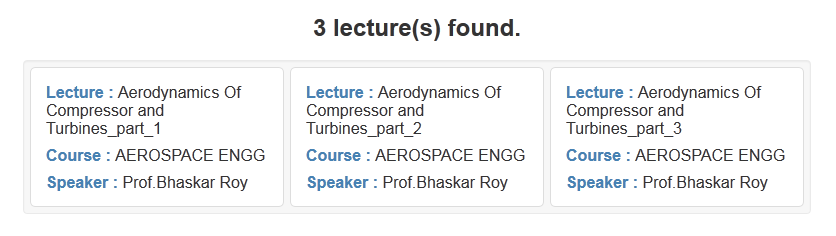 3 lecture(s) found.
Lecture : Aerodynamics Of
Compressor and
Turbines_part_1
Course : AEROSPACE ENGG
Speaker : Prof.Bhaskar Roy
Lecture : Aerodynamics Of
Compressor and
Turbines_part_2
Course : AEROSPACE ENGG
Speaker : Prof.Bhaskar Roy
Lecture : Aerodynamics Of
Compressor and
Turbines_part_3
Course : AEROSPACE ENGG
Speaker : Prof.Bhaskar Roy